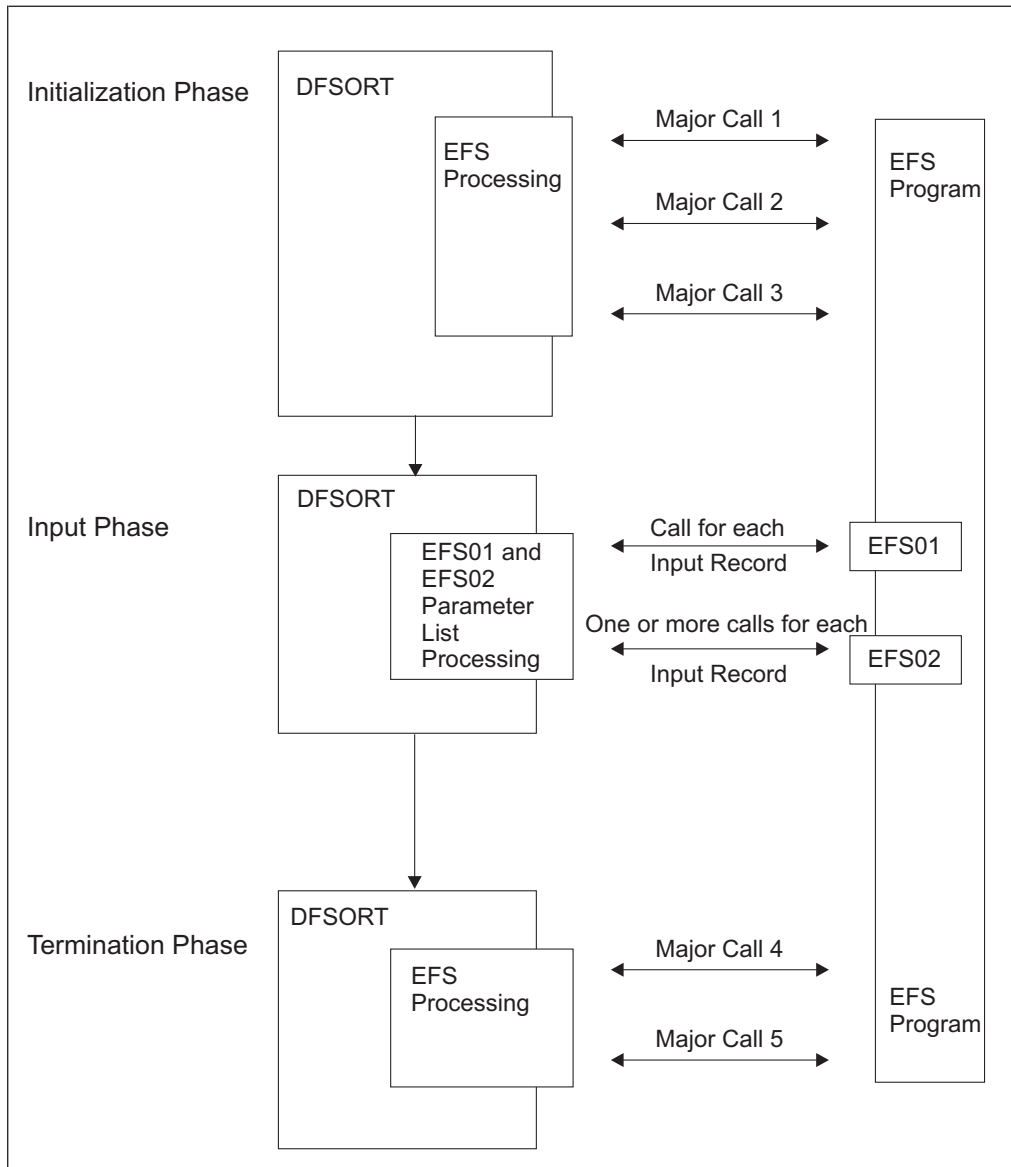 Initialization Phase
DFSORT
EFS
Processing
Major Call 1
Major Call 2
Major Call 3
EFS
Program
Input Phase
DFSORT
EFS01 and
EFS02
Parameter
List
Processing
Call for each
Input Record
EFS01
One or more calls for each
Input Record
EFS02
Termination Phase
DFSORT
EFS
Processing
Major Call 4
Major Call 5
EFS
Program